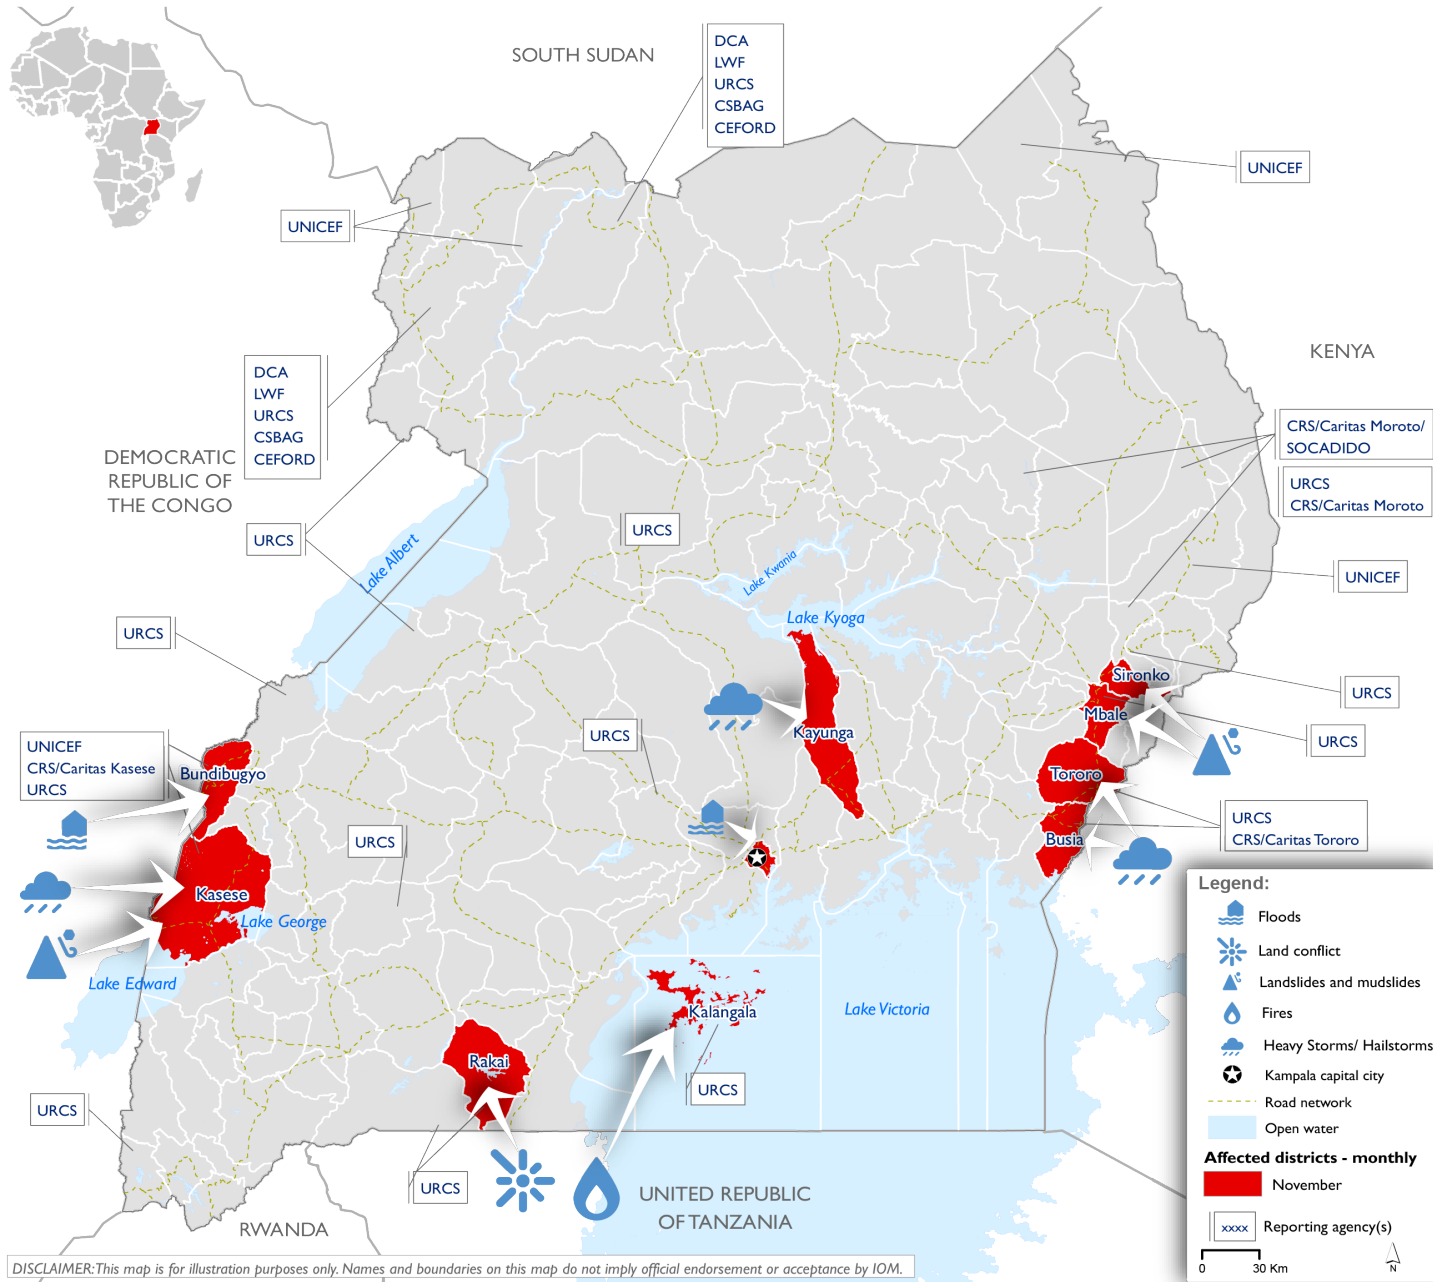 SOUTH SUDAN
DCA
LWF
URCS
CSBAG
CEFORD
UNICEF
UNICEF
KENYA
DCA
LWF
URCS
CSBAG
CEFORD
DEMOCRATIC
REPUBLIC OF
THE CONGO
CRS/Caritas Moroto/
SOCADIDO
URCS
CRS/Caritas Moroto
URCS
URCS
Lake Albert
Lake Kwania
UNICEF
Lake Kyoga
URCS
Sironko
URCS
Mbale
URCS
Kayunga
URCS
UNICEF
CRS/Caritas Kasese
URCS
Bundibugyo
Tororo
URCS
CRS/Caritas Tororo
Busia
URCS
Kasese
Lake George
Lake Edward
Kalangala
Lake Victoria
Rakai
URCS
URCS
URCS
UNITED REPUBLIC
OF TANZANIA
RWANDA
Legend:
Floods
Land conflict
Landslides and mudslides
Fires
Heavy Storms/ Hailstorms
Kampala capital city
Road network
Open water
Affected districts - monthly
November
xxxx Reporting agency(s)
0 30 Km
N
DISCLAIMER:This map is for illustration purposes only. Names and boundaries on this map do not imply official endorsement or acceptance by IOM.